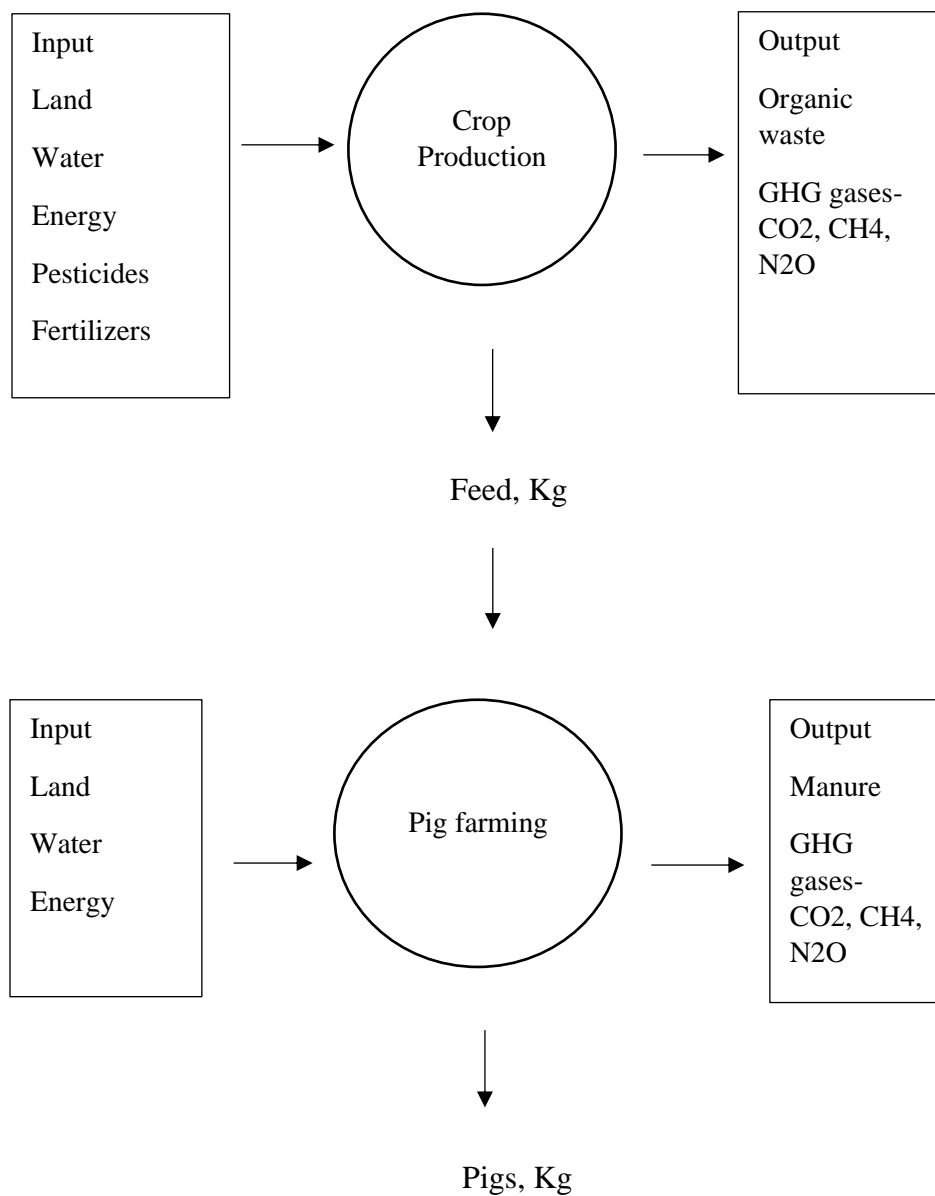 Input
Land
Water
Energy
Pesticides
Fertilizers
Crop
Production
Output
Organic
waste
GHG gases-
CO2, CH4,
N2O
Feed, Kg
Input
Land
Water
Energy
Pig farming
Output
Manure
GHG
gases-
CO2, CH4,
N2O
Pigs, Kg